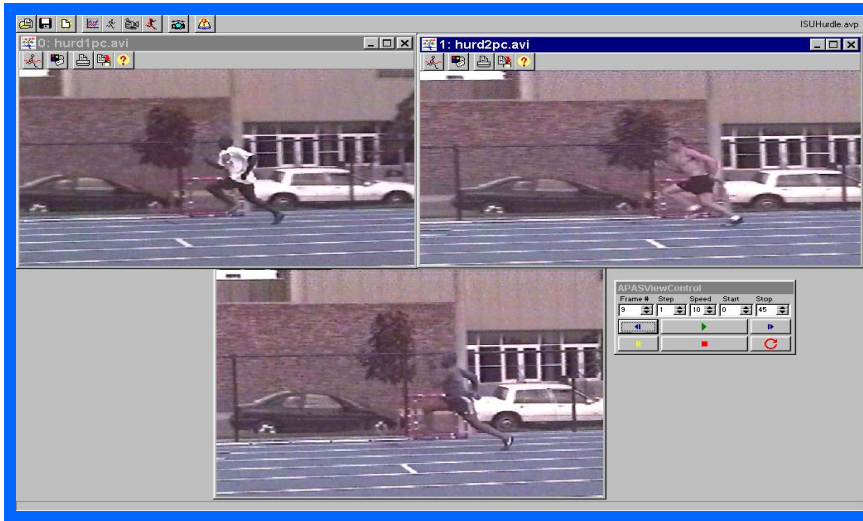 ISUHurdle.avp
0: hurd1pc.avi
1: hurd2pc.avi
APASViewControl
Frame # Step Speed Start Stop
9 1 10 0 45